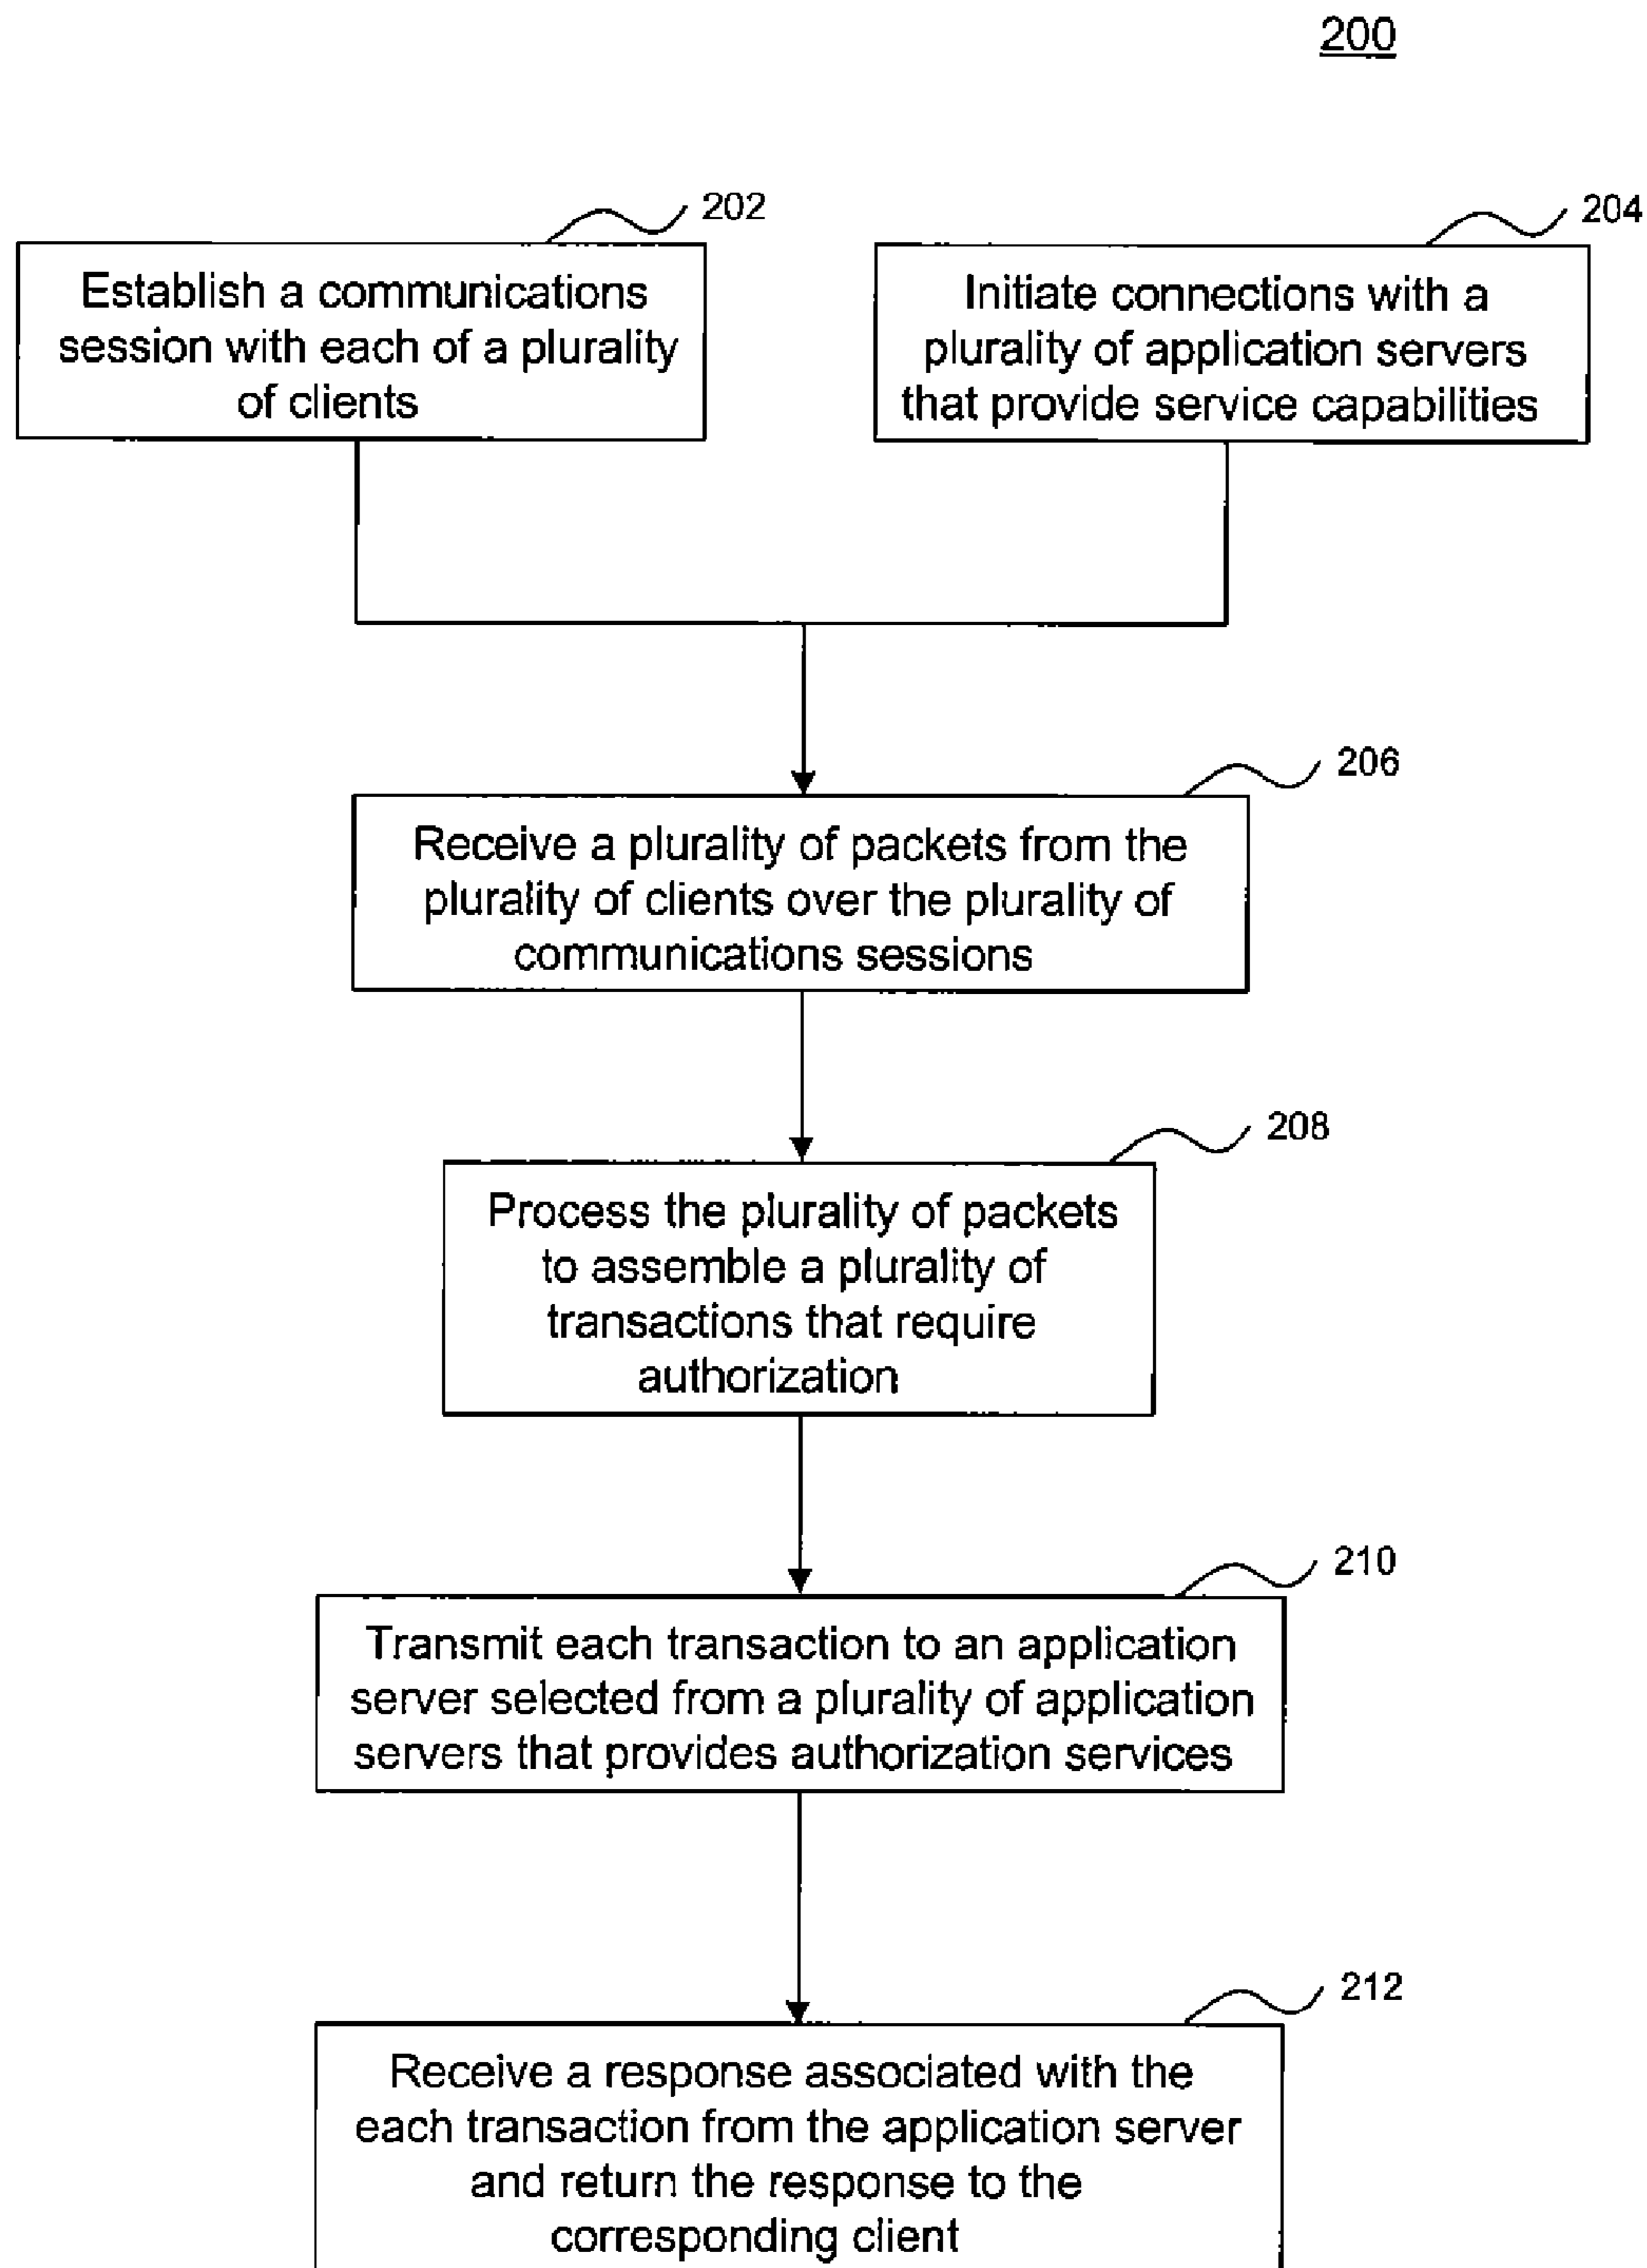 200
202
Establish a communications
session with each of a plurality
of clients
204
Initiate connections with a
plurality of application servers
that provide service capabilities
206
Receive a plurality of packets from the
plurality of clients over the plurality of
communications sessions
208
Process the plurality of packets
to assemble a plurality of
transactions that require
authorization
210
Transmit each transaction to an application
server selected from a plurality of application
servers that provides authorization services
212
Receive a response associated with the
each transaction from the application server
and return the response to the
corresponding client